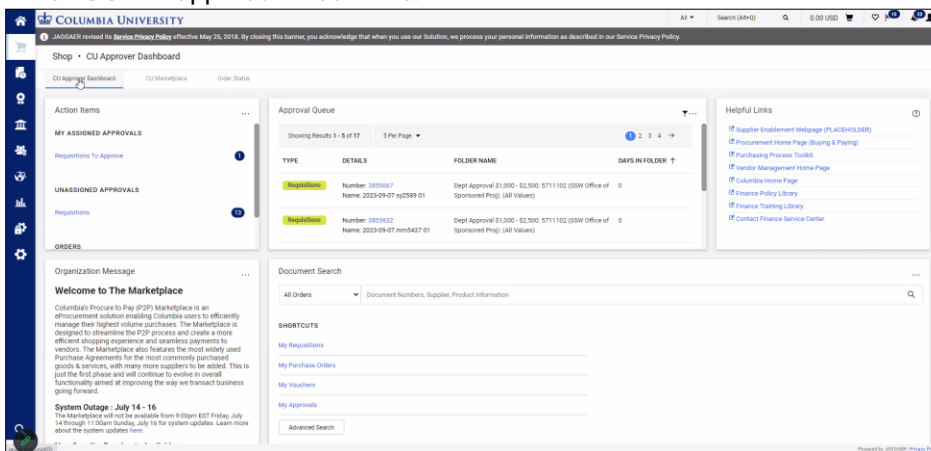 COLUMBIA UNIVERSITY
All
Search (Alt+Q)
0.00 USD
JAGGAER revised its Service Privacy Policy effective May 25, 2018. By closing this banner, you acknowledge that when you use our Solution, we process your personal information as described in our Service Privacy Policy.
Shop • CU Approver Dashboard
CU Approver Dashboard
CU Marketplace
Order Status
Action Items
...
MY ASSIGNED APPROVALS
Requisitions To Approve
1
UNASSIGNED APPROVALS
Requisitions
13
ORDERS
Approval Queue
...
Showing Results 1 - 5 of 17
5 Per Page
1 2 3 4
TYPE DETAILS FOLDER NAME DAYS IN FOLDER
Requisitions Number: 3855667 Dept Approval $1,000 - $2,500: 5711102 (SSW Office of 0
Name: 2023-09-07 sy2589 01 Sponsored Proj): (All Values)
Requisitions Number: 3855632 Dept Approval $1,000 - $2,500: 5711102 (SSW Office of 0
Name: 2023-09-07 mm5437 01 Sponsored Proj): (All Values)
Helpful Links
Supplier Enablement Webpage (PLACEHOLDER)
Procurement Home Page (Buying & Paying)
Purchasing Process Toolkit
Vendor Management Home Page
Columbia Home Page
Finance Policy Library
Finance Training Library
Contact Finance Service Center
Organization Message
...
Welcome to The Marketplace
Columbia's Procure to Pay (P2P) Marketplace is an
eProcurement solution enabling Columbia users to efficiently
manage their highest volume purchases. The Marketplace is
designed to streamline the P2P process and create a more
efficient shopping experience and seamless payments to
vendors. The Marketplace also features the most widely used
Purchase Agreements for the most commonly purchased
goods & services, with many more suppliers to be added. This is
just the first phase and will continue to evolve in overall
functionality aimed at improving the way we transact business
going forward.
System Outage : July 14 - 16
The Marketplace will not be available from 9:00pm EST Friday, July
14 through 11:00am Sunday, July 16 for system updates. Learn more
about the system updates here.
Document Search
...
All Orders
Document Numbers, Supplier, Product Information
SHORTCUTS
My Requisitions
My Purchase Orders
My Vouchers
My Approvals
Advanced Search
Powered by JAGGAER | Privacy